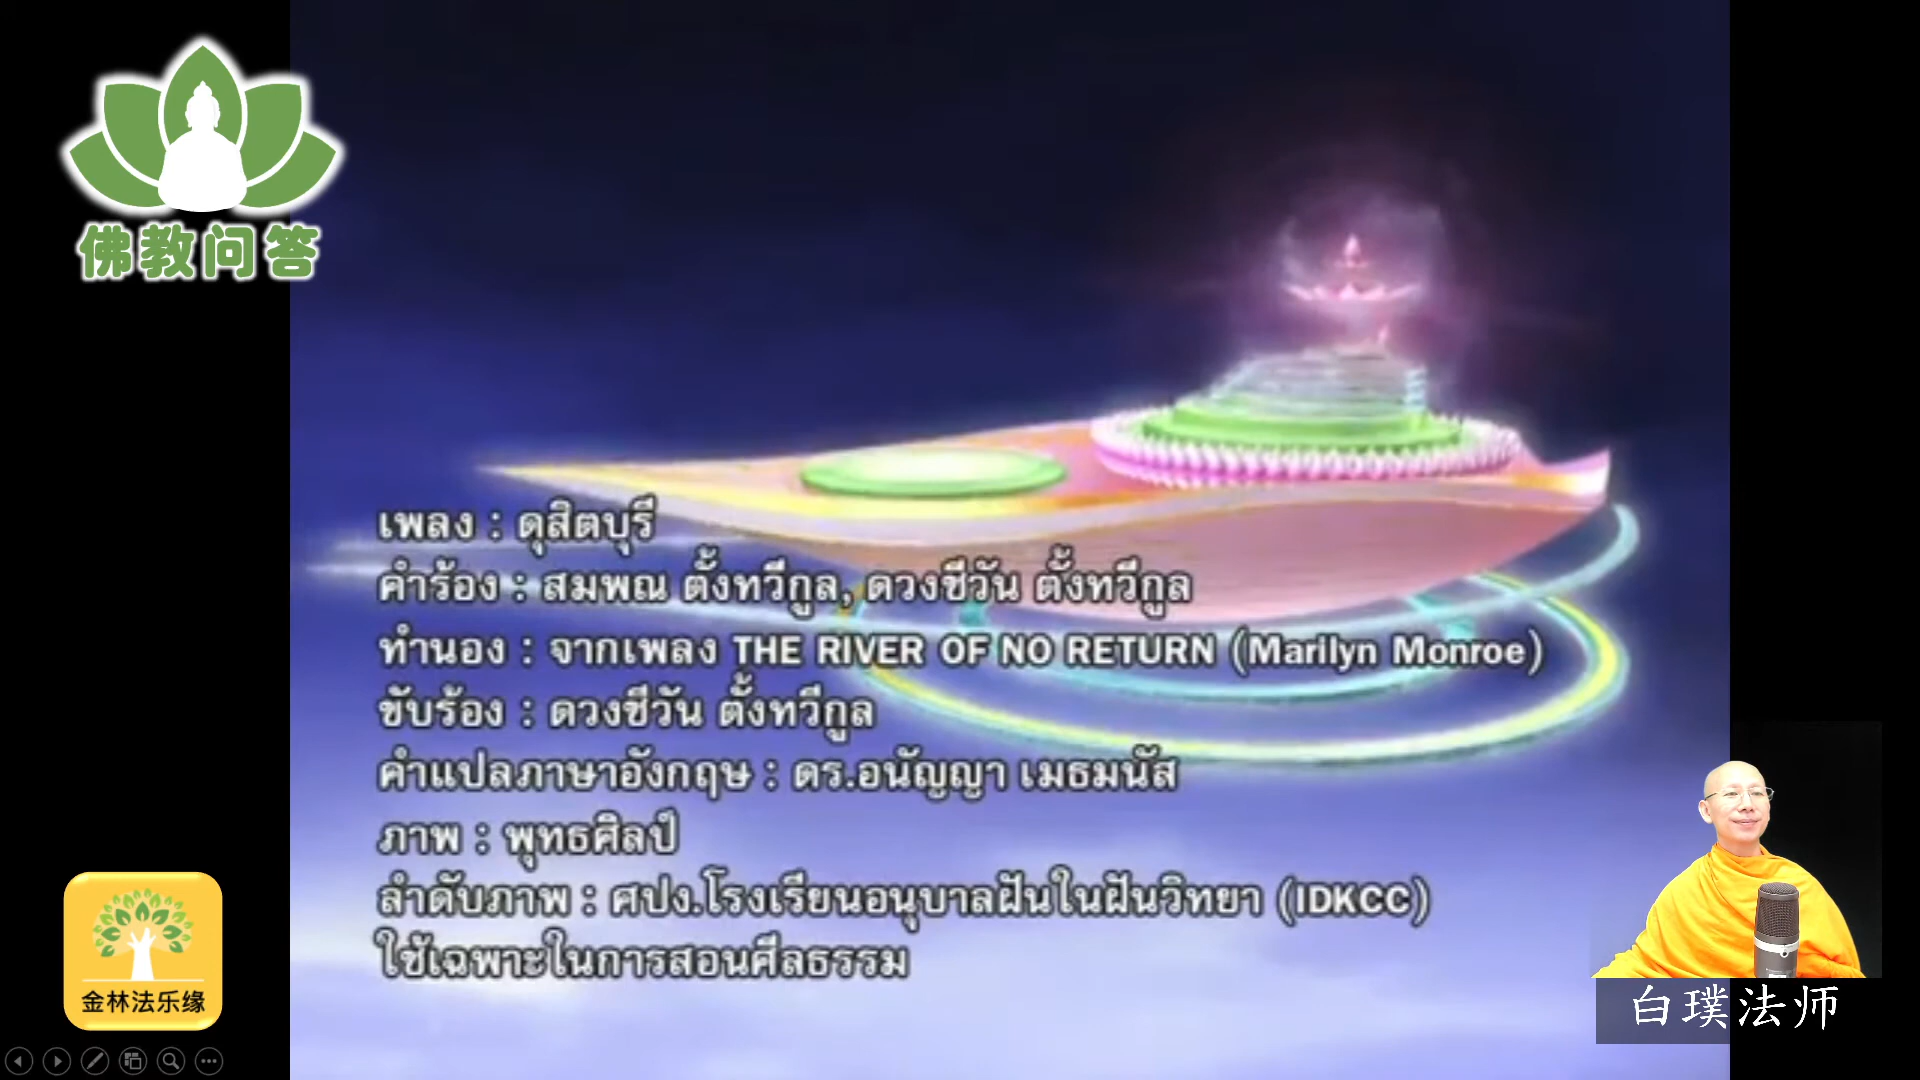 佛教问答
เพลง : ดุสิตบุรี
คำร้อง : สมพณ ตั้งทวีกูล, ดวงชีวัน ตั้งทวีกูล
ทำนอง : จากเพลง THE RIVER OF NO RETURN (Marilyn Monroe)
ขับร้อง : ดวงชีวัน ตั้งทวีกูล
คำแปลภาษาอังกฤษ : ดร.อนัญญา เมธมนัส
ภาพ : พุทธศิลป์
ลำดับภาพ : ศปง.โรงเรียนอนุบาลฝันในฝันวิทยา (IDKCC)
ใช้เฉพาะในการสอนศีลธรรม
金林法乐缘
白璞法师